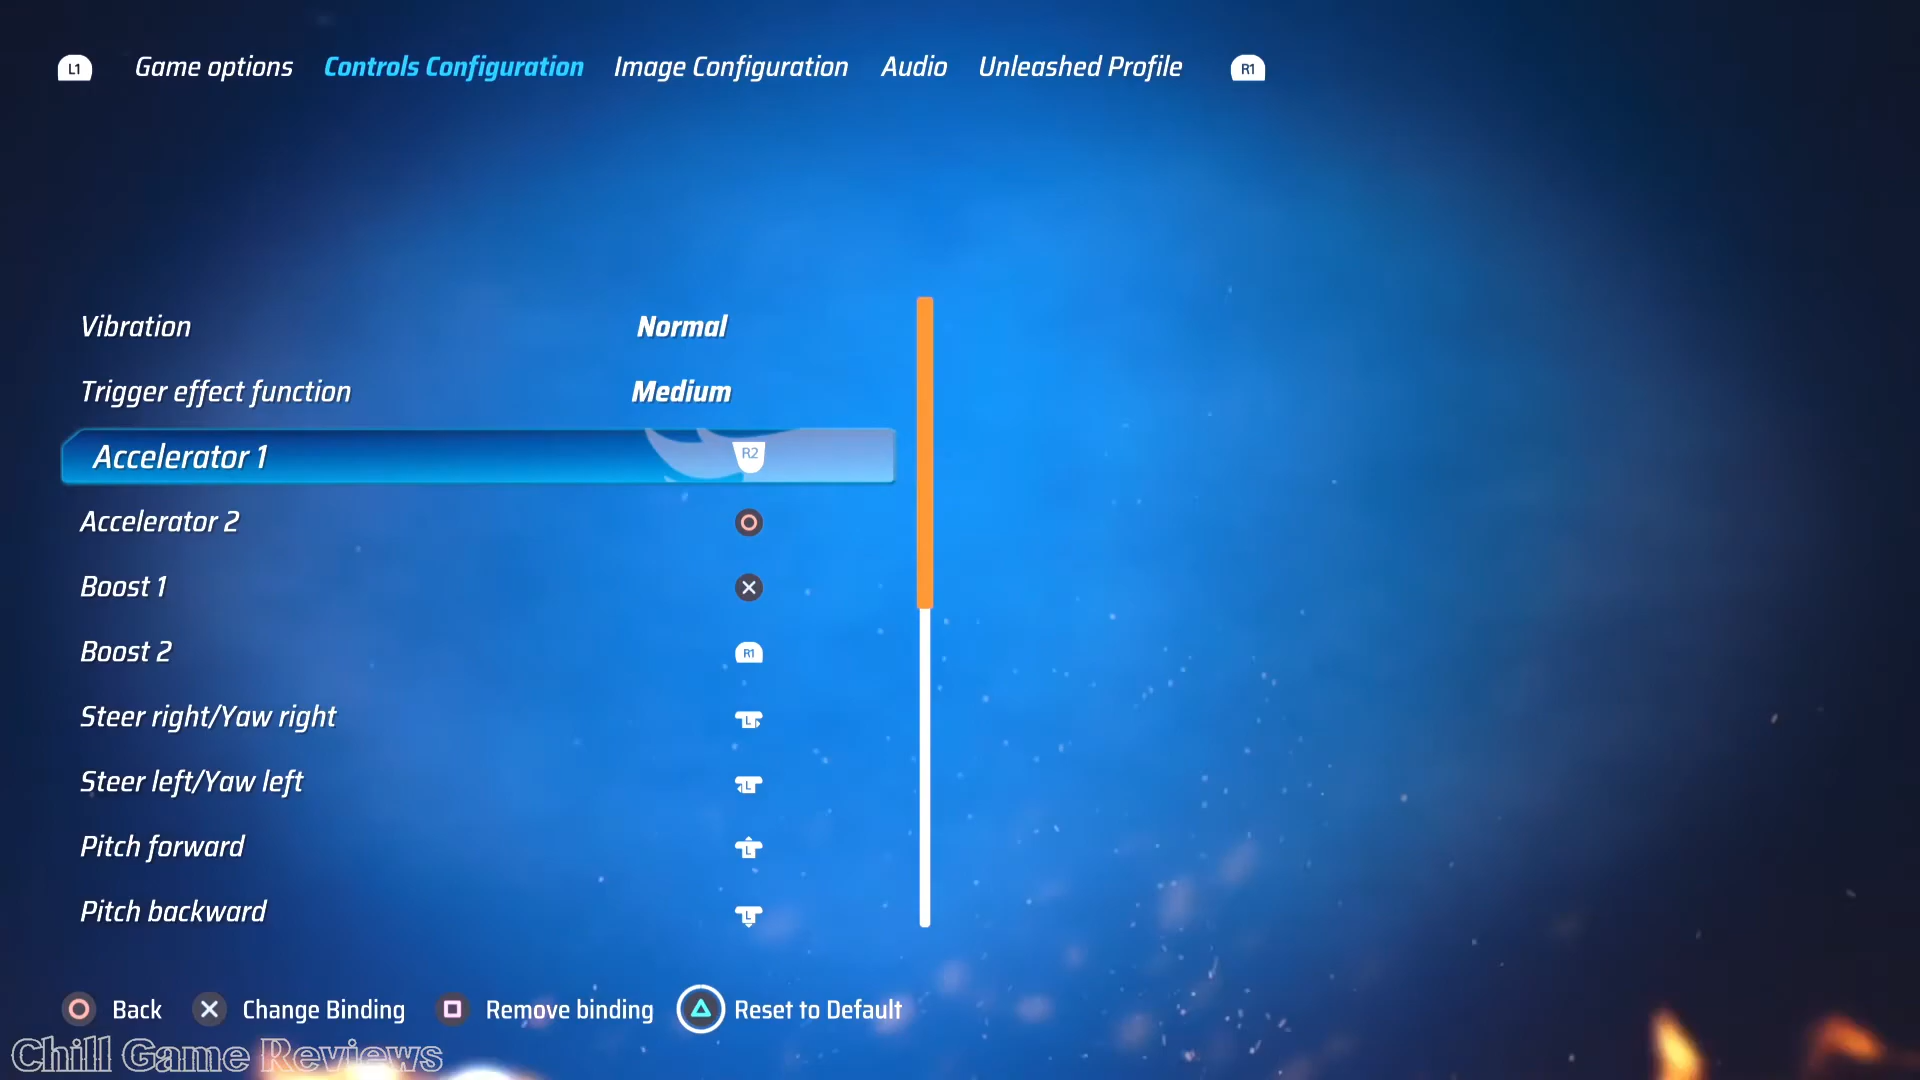 L1 Game options Controls Configuration Image Configuration Audio Unleashed Profile R1
Vibration Normal
Trigger effect function Medium
Accelerator 1 R2
Accelerator 2
Boost 1
Boost 2 R1
Steer right/Yaw right L
Steer left/Yaw left L
Pitch forward L
Pitch backward L
Back Change Binding Remove binding Reset to Default
Chill Game Reviews